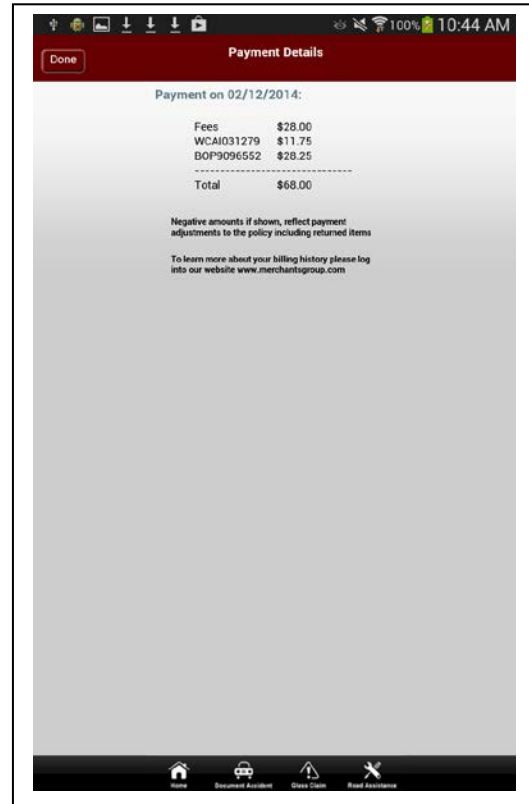 100% 10:44 AM
Done
Payment Details
Payment on 02/12/2014:
Fees $28.00
WCAI031279 $11.75
BOP9096552 $28.25
--------------------------------
Total $68.00
Negative amounts if shown, reflect payment
adjustments to the policy including returned items
To learn more about your billing history please log
into our website www.merchantsgroup.com
Home Document Accident Glass Claim Road Assistance